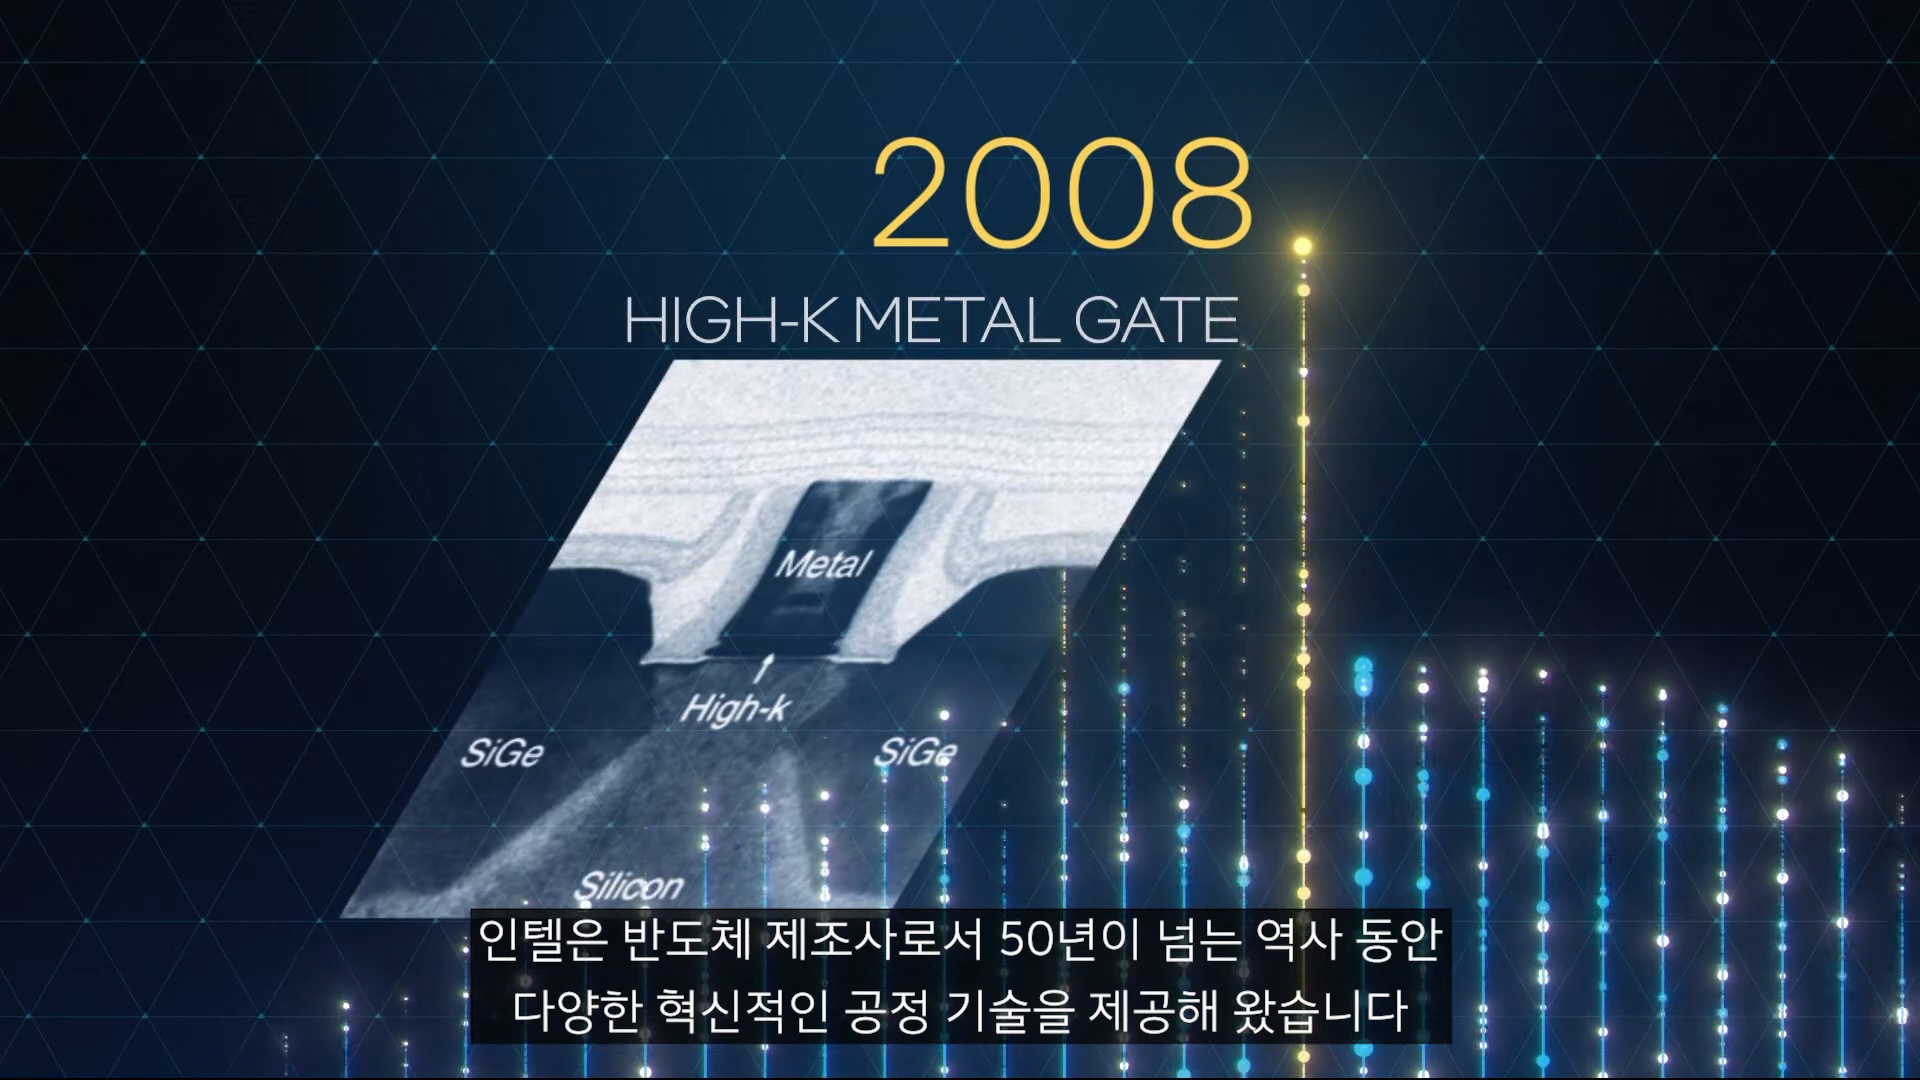 2008
HIGH-K METAL GATE
Metal
High-k
SiGe
SiGe
Silicon
인텔은 반도체 제조사로서 50년이 넘는 역사 동안
다양한 혁신적인 공정 기술을 제공해 왔습니다